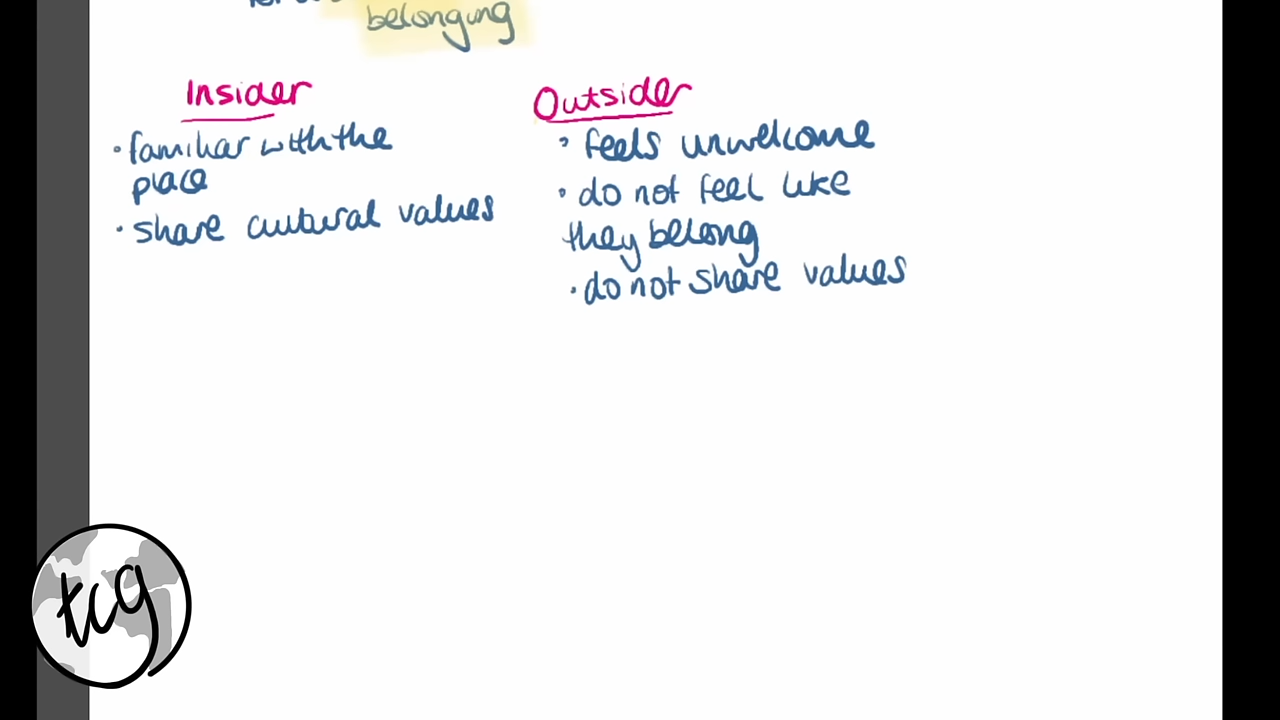 belonging
Insider
• familiar with the
place
• share cultural values
Outsider
• feels unwelcome
• do not feel like
they belong
• do not share values
tcg